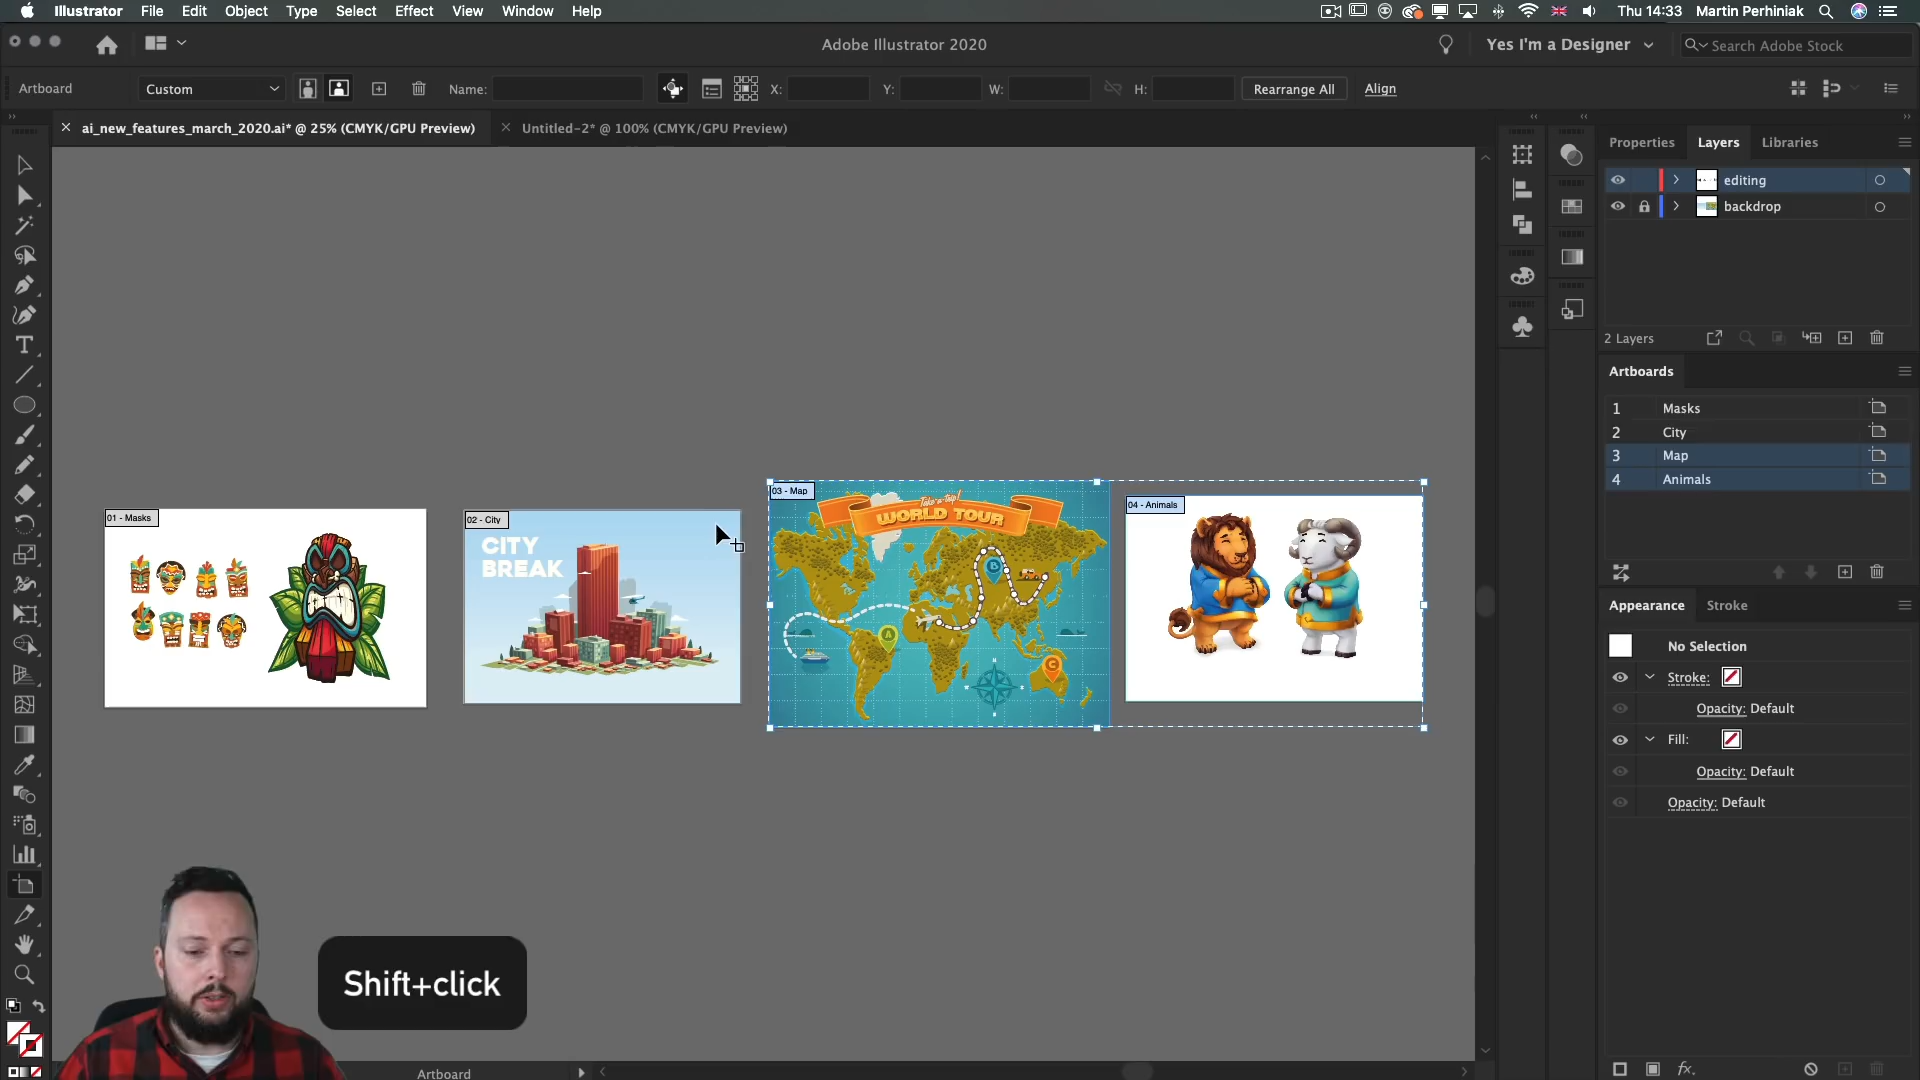 Illustrator File Edit Object Type Select Effect View Window Help
Thu 14:33 Martin Perhiniak
Adobe Illustrator 2020
Yes I'm a Designer
Search Adobe Stock
Artboard
Custom
Name:
X:
Y:
W:
H:
Rearrange All
Align
ai_new_features_march_2020.ai* @ 25% (CMYK/GPU Preview)
Untitled-2* @ 100% (CMYK/GPU Preview)
Properties Layers Libraries
editing
backdrop
2 Layers
Artboards
1 Masks
2 City
3 Map
4 Animals
Appearance Stroke
No Selection
Stroke:
Opacity: Default
Fill:
Opacity: Default
Opacity: Default
fx
01 - Masks
02 - City
CITY
BREAK
03 - Map
Take a trip!
WORLD TOUR
A
B
C
04 - Animals
Shift+click
Artboard